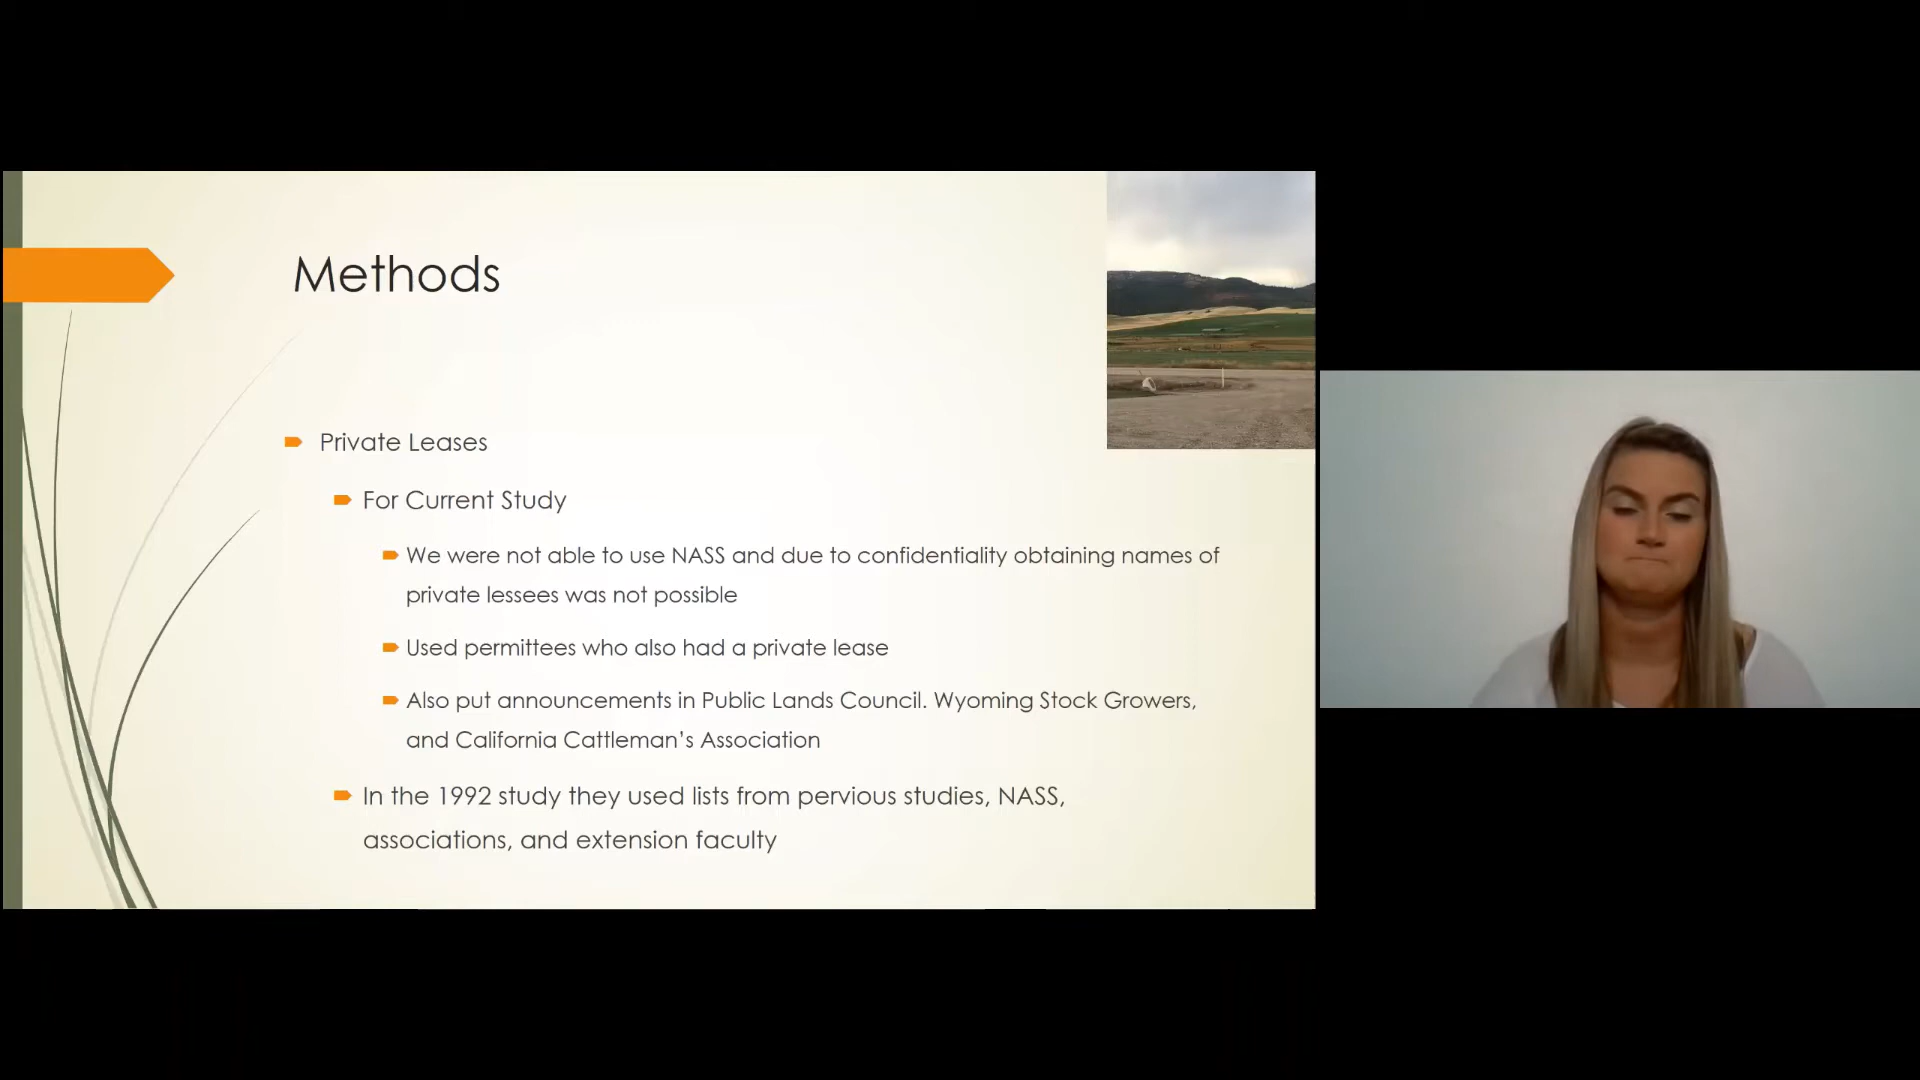 Methods
Private Leases
For Current Study
We were not able to use NASS and due to confidentiality obtaining names of
private lessees was not possible
Used permittees who also had a private lease
Also put announcements in Public Lands Council. Wyoming Stock Growers,
and California Cattleman’s Association
In the 1992 study they used lists from pervious studies, NASS,
associations, and extension faculty